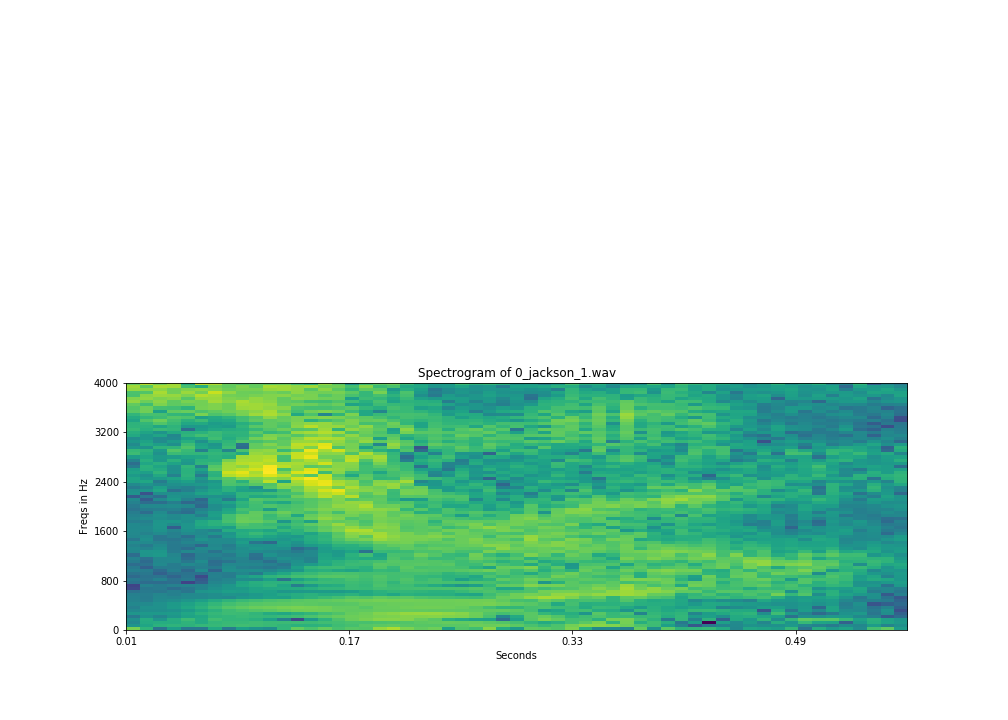 Spectrogram of 0_jackson_1.wav
4000
3200
2400
1600
800
0
Freqs in Hz
0.01 0.17 0.33 0.49
Seconds